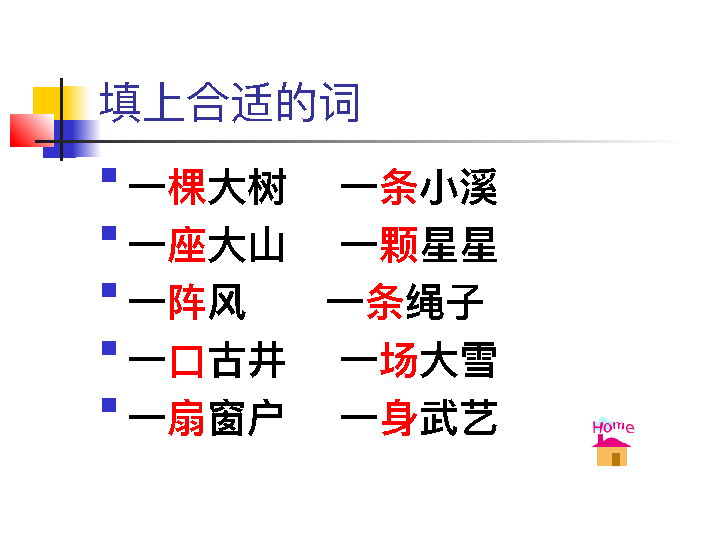 填上合适的词
一棵大树 一条小溪
一座大山 一颗星星
一阵风 一条绳子
一口古井 一场大雪
一扇窗户 一身武艺
Home